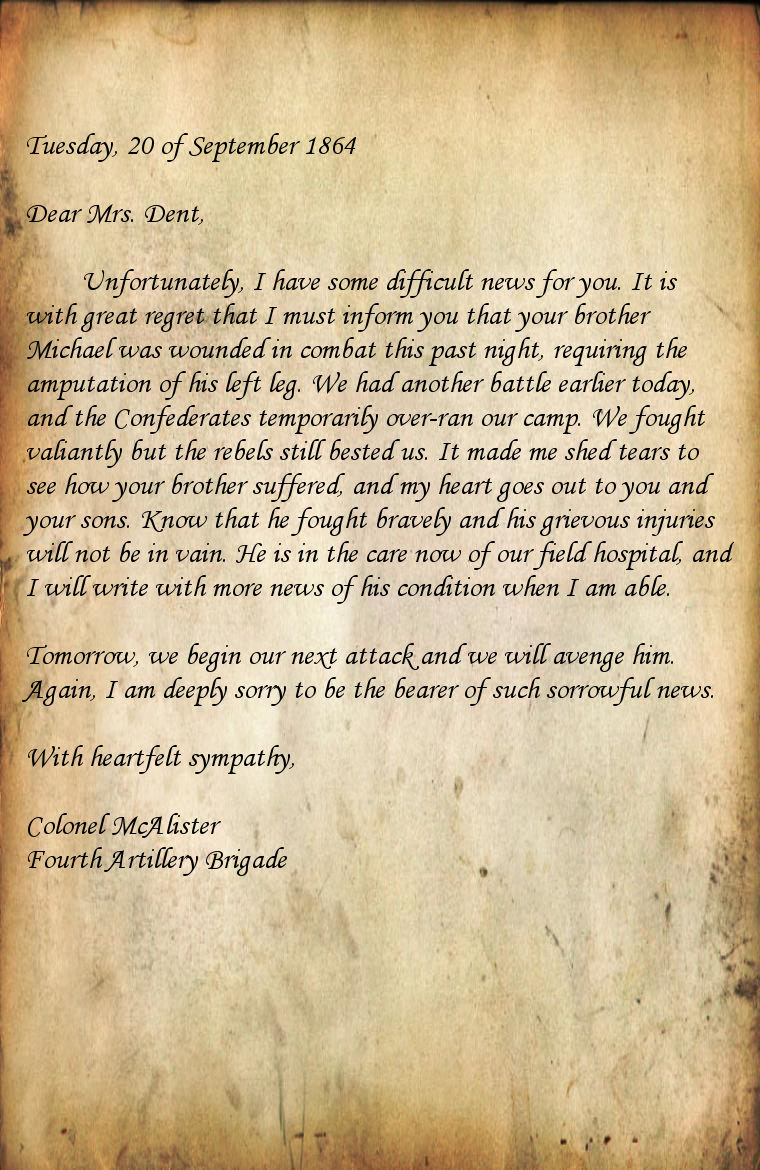 Tuesday, 20 of September 1864
Dear Mrs. Dent,
Unfortunately, I have some difficult news for you. It is
with great regret that I must inform you that your brother
Michael was wounded in combat this past night, requiring the
amputation of his left leg. We had another battle earlier today,
and the Confederates temporarily over-ran our camp. We fought
valiantly but the rebels still bested us. It made me shed tears to
see how your brother suffered, and my heart goes out to you and
your sons. Know that he fought bravely and his grievous injuries
will not be in vain. He is in the care now of our field hospital, and
I will write with more news of his condition when I am able.
Tomorrow, we begin our next attack and we will avenge him.
Again, I am deeply sorry to be the bearer of such sorrowful news.
With heartfelt sympathy,
Colonel McAlister
Fourth Artillery Brigade